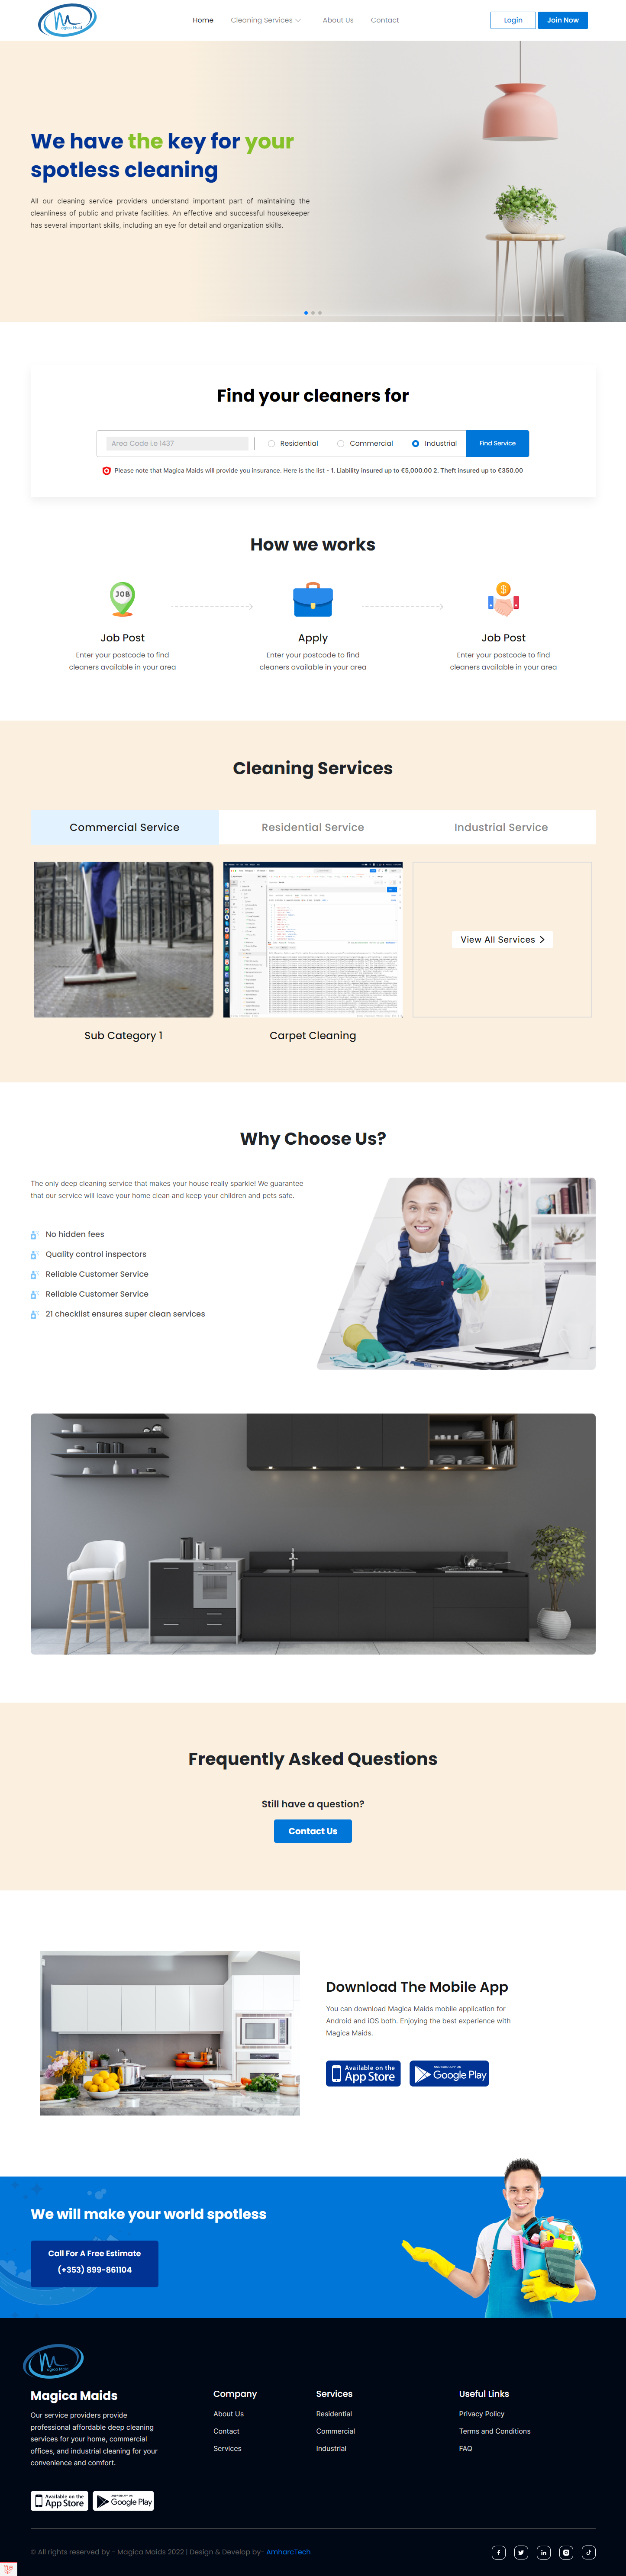 Magica Maid
Home
Cleaning Services
About Us
Contact
Login
Join Now
We have the key for your
spotless cleaning
All our cleaning service providers understand important part of maintaining the
cleanliness of public and private facilities. An effective and successful housekeeper
has several important skills, including an eye for detail and organization skills.
Find your cleaners for
Area Code i.e 1437
Residential
Commercial
Industrial
Find Service
Please note that Magica Maids will provide you insurance. Here is the list - 1. Liability insured up to €5,000.00 2. Theft insured up to €350.00
How we works
JOB
Job Post
Enter your postcode to find
cleaners available in your area
Apply
Enter your postcode to find
cleaners available in your area
Job Post
Enter your postcode to find
cleaners available in your area
Cleaning Services
Commercial Service
Residential Service
Industrial Service
View All Services
Sub Category 1
Carpet Cleaning
Why Choose Us?
The only deep cleaning service that makes your house really sparkle! We guarantee
that our service will leave your home clean and keep your children and pets safe.
No hidden fees
Quality control inspectors
Reliable Customer Service
Reliable Customer Service
21 checklist ensures super clean services
Frequently Asked Questions
Still have a question?
Contact Us
Download The Mobile App
You can download Magica Maids mobile application for
Android and iOS both. Enjoying the best experience with
Magica Maids.
Available on the
App Store
ANDROID APP ON
Google Play
We will make your world spotless
Call For A Free Estimate
(+353) 899-861104
Magica Maid
Magica Maids
Our service providers provide
professional affordable deep cleaning
services for your home, commercial
offices, and industrial cleaning for your
convenience and comfort.
Available on the
App Store
ANDROID APP ON
Google Play
Company
About Us
Contact
Services
Services
Residential
Commercial
Industrial
Useful Links
Privacy Policy
Terms and Conditions
FAQ
© All rights reserved by - Magica Maids 2022 | Design & Develop by- AmharcTech